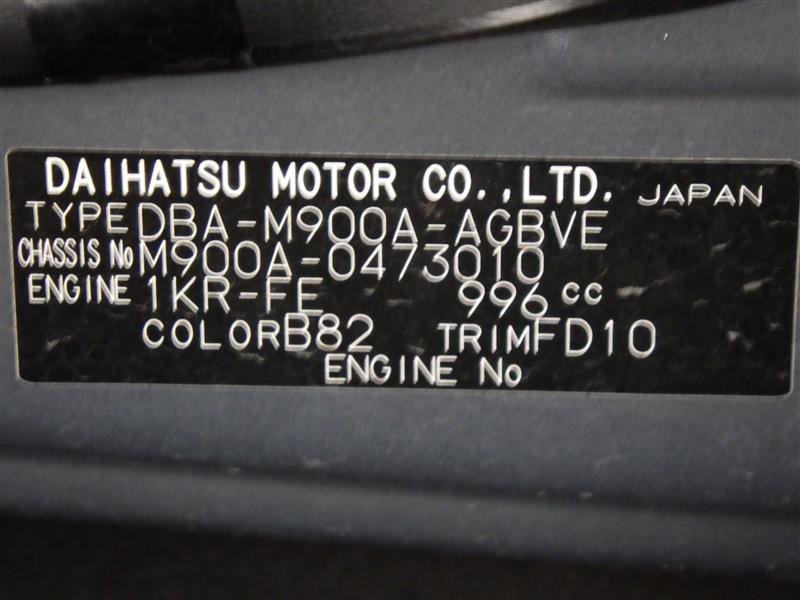 DAIHATSU MOTOR CO.,LTD. JAPAN
TYPE DBA-M900A-AGBVE
CHASSIS No M900A-0473010
ENGINE 1KR-FE 996 cc
COLOR B82 TRIM FD10
ENGINE No